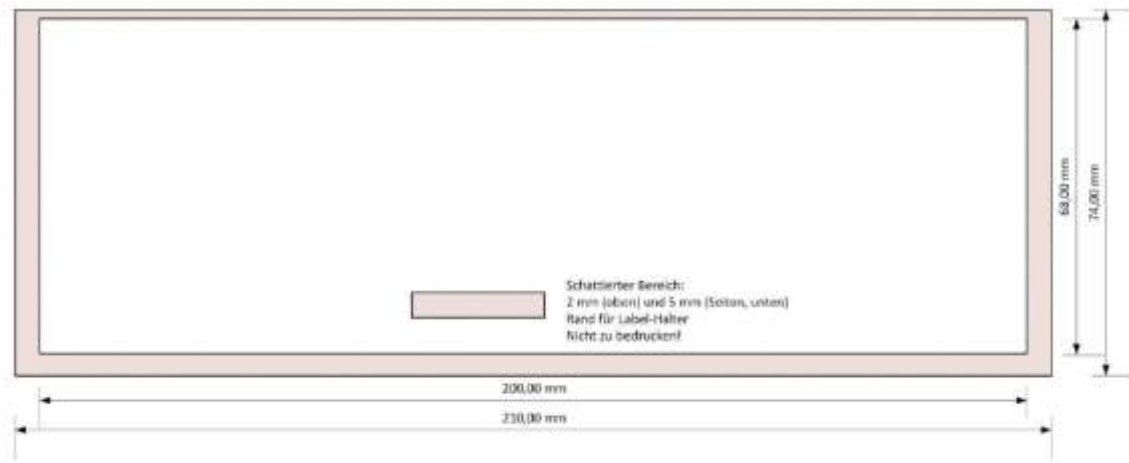 68,00 mm
74,00 mm
Schattierter Bereich:
2 mm (oben) und 5 mm (Seiten, unten)
Rand für Label-Halter
Nicht zu bedrucken!
200,00 mm
210,00 mm